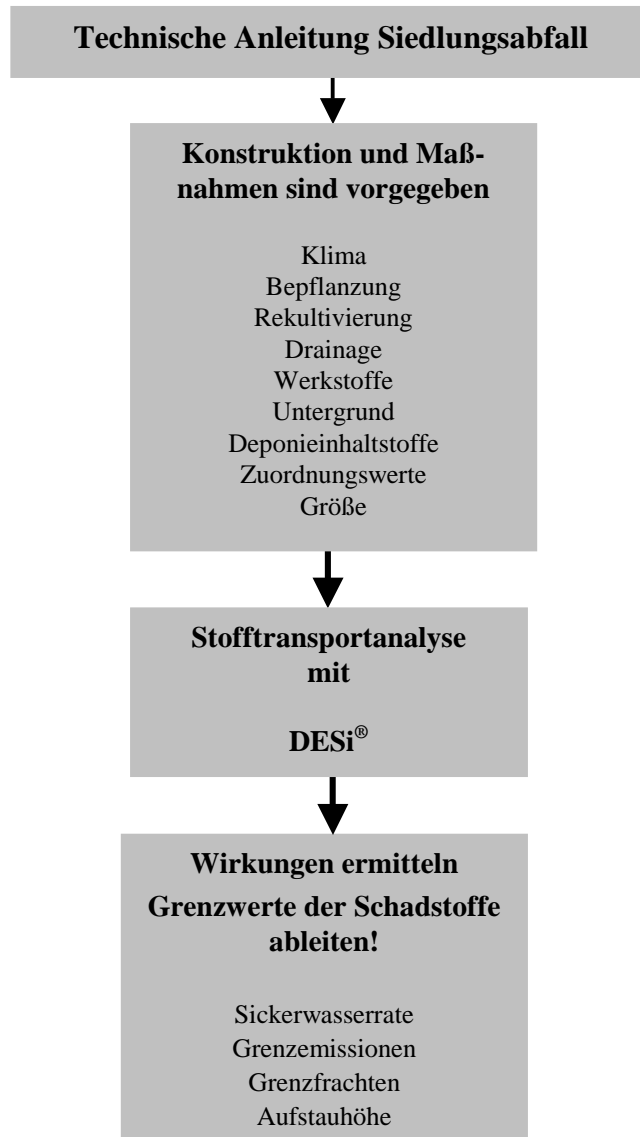 Technische Anleitung Siedlungsabfall
Konstruktion und Maß-
nahmen sind vorgegeben
Klima
Bepflanzung
Rekultivierung
Drainage
Werkstoffe
Untergrund
Deponieinhaltstoffe
Zuordnungswerte
Größe
Stofftransportanalyse
mit
DESi®
Wirkungen ermitteln
Grenzwerte der Schadstoffe
ableiten!
Sickerwasserrate
Grenzemissionen
Grenzfrachten
Aufstauhöhe